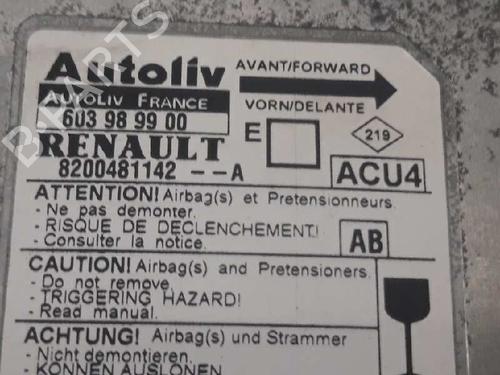 Autoliv
AVANT/FORWARD
AUTOLIV FRANCE
603 98 99 00
VORN/DELANTE
E
219
RENAULT
8200481142 --A
ACU4
ATTENTION! Airbag(s) et Pretensionneurs.
- Ne pas demonter.
- RISQUE DE DECLENCHEMENT!
- Consulter la notice.
AB
CAUTION! Airbag(s) and Pretensioners.
- Do not remove.
- TRIGGERING HAZARD!
- Read manual.
ACHTUNG! Airbag(s) und Strammer
- Nicht demontieren.
- KÖNNEN AUSLÖSEN